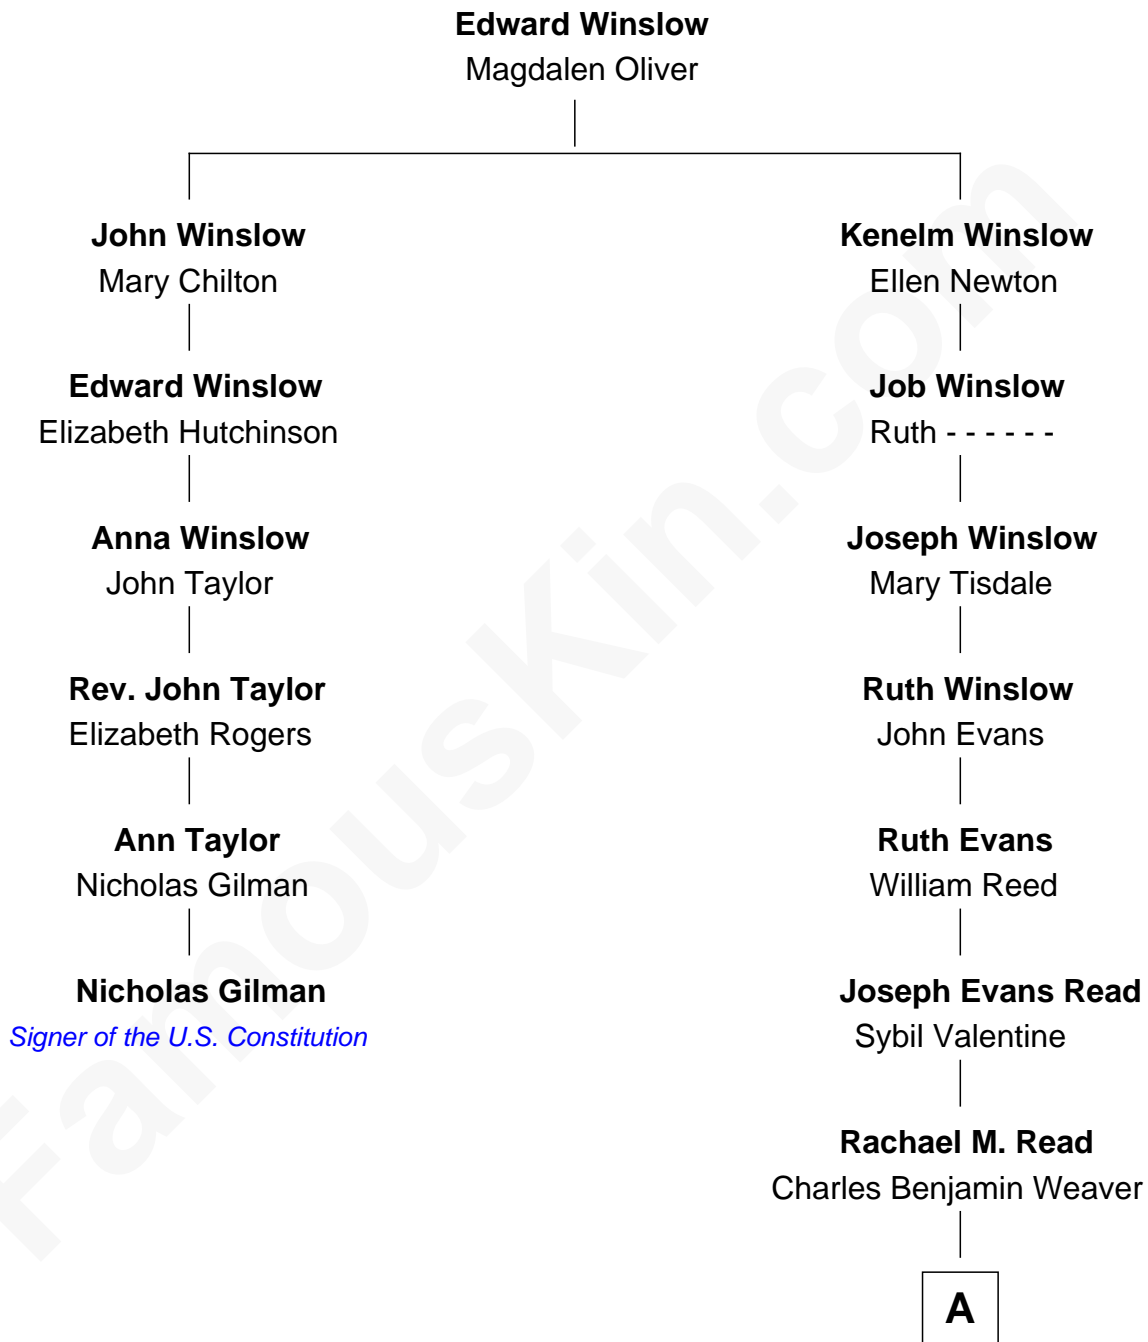 Edward Winslow
Magdalen Oliver
John Winslow
Mary Chilton
Kenelm Winslow
Ellen Newton
Edward Winslow
Elizabeth Hutchinson
Job Winslow
Ruth - - - - - -
Anna Winslow
John Taylor
Joseph Winslow
Mary Tisdale
Rev. John Taylor
Elizabeth Rogers
Ruth Winslow
John Evans
Ann Taylor
Nicholas Gilman
Ruth Evans
William Reed
Nicholas Gilman
Signer of the U.S. Constitution
Joseph Evans Read
Sybil Valentine
Rachael M. Read
Charles Benjamin Weaver
A
FamousKin.com